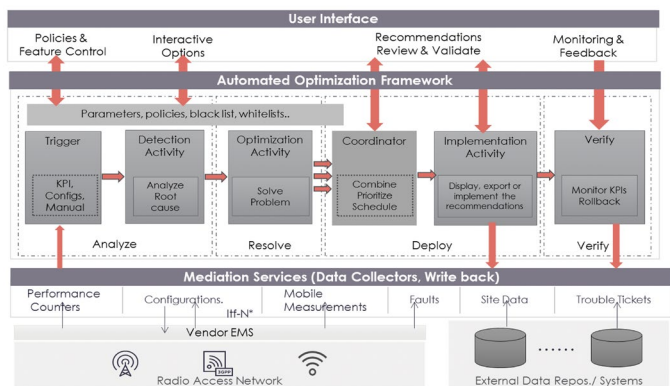 User Interface
Policies &
Feature Control
Interactive
Options
Recommendations
Review & Validate
Monitoring &
Feedback
Automated Optimization Framework
Parameters, policies, black list, whitelists..
Trigger
KPI,
Configs,
Manual
Detection
Activity
Analyze
Root
cause
Optimization
Activity
Solve
Problem
Coordinator
Combine
Prioritize
Schedule
Implementation
Activity
Display, export or
implement the
recommendations
Verify
Monitor KPIs
Rollback
Analyze
Resolve
Deploy
Verify
Mediation Services (Data Collectors, Write back)
Performance
Counters
Configurations.
Itf-N*
Mobile
Measurements
Faults
Site Data
Trouble Tickets
Vendor EMS
3GPP
Radio Access Network
External Data Repos./ Systems